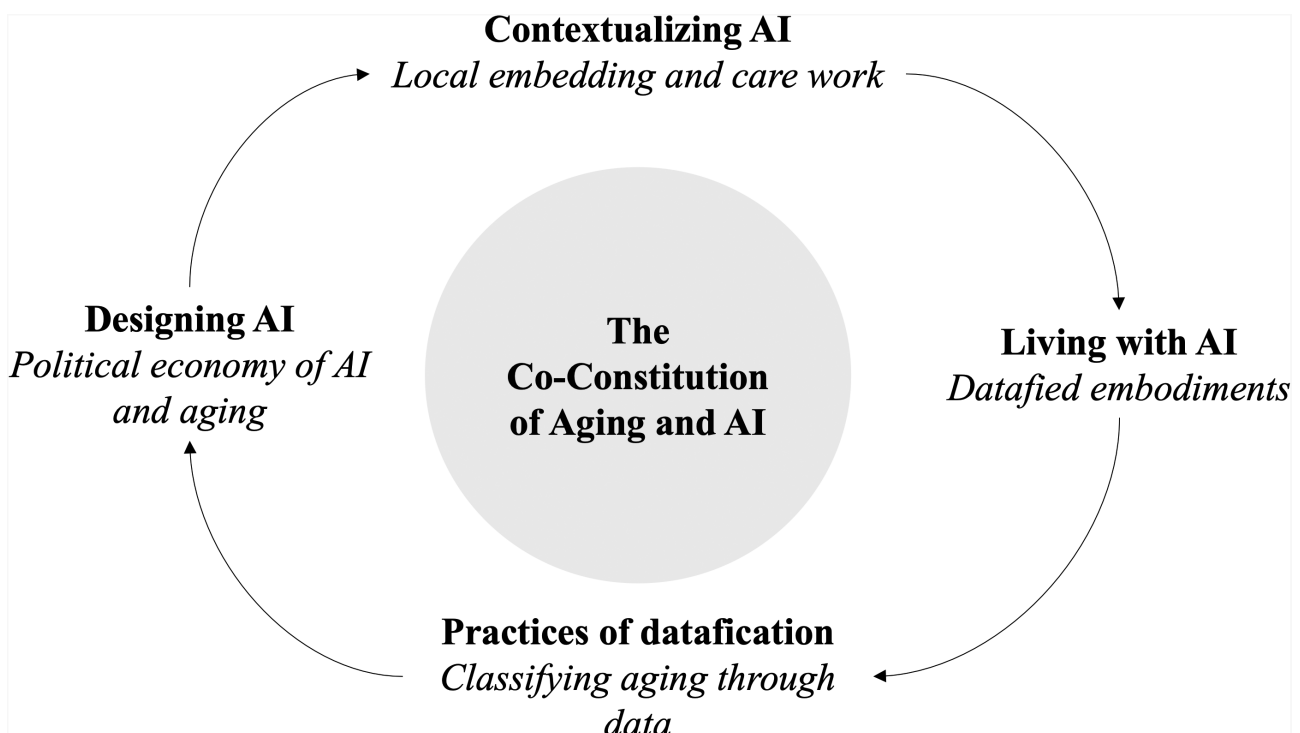 Contextualizing AI
Local embedding and care work
Designing AI
Political economy of AI
and aging
The
Co-Constitution
of Aging and AI
Living with AI
Datafied embodiments
Practices of datafication
Classifying aging through
data